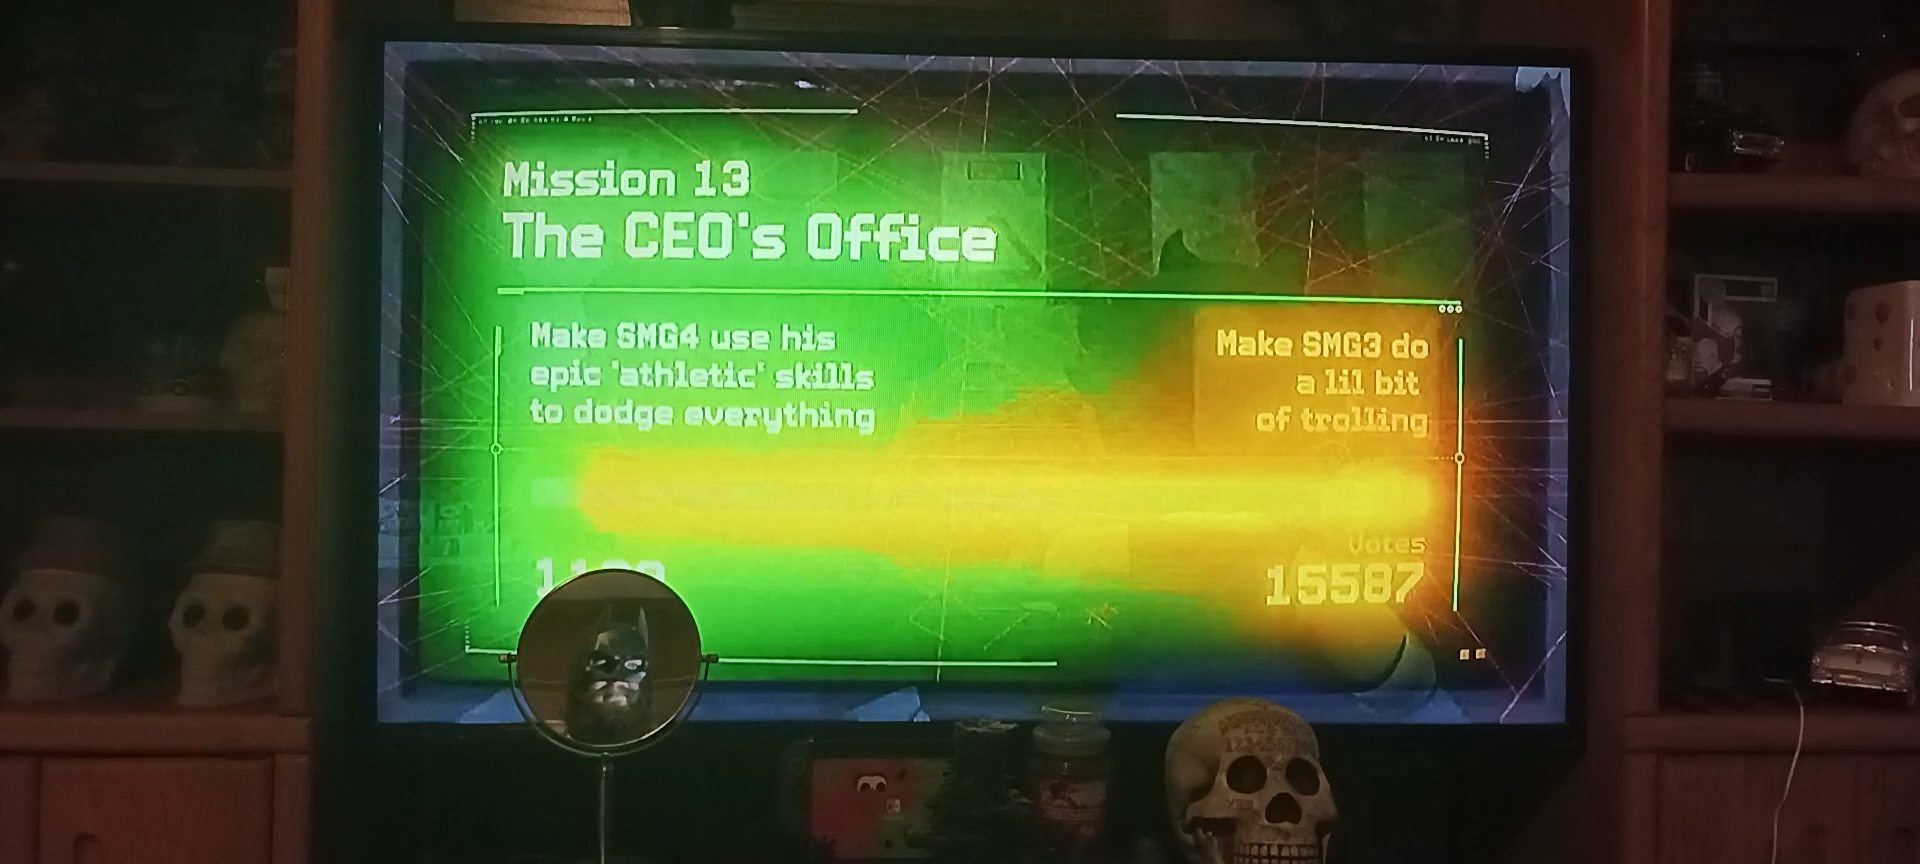 Mission 13
The CEO's Office
Make SMG4 use his
epic 'athletic' skills
to dodge everything
Make SMG3 do
a lil bit
of trolling
Votes
15587